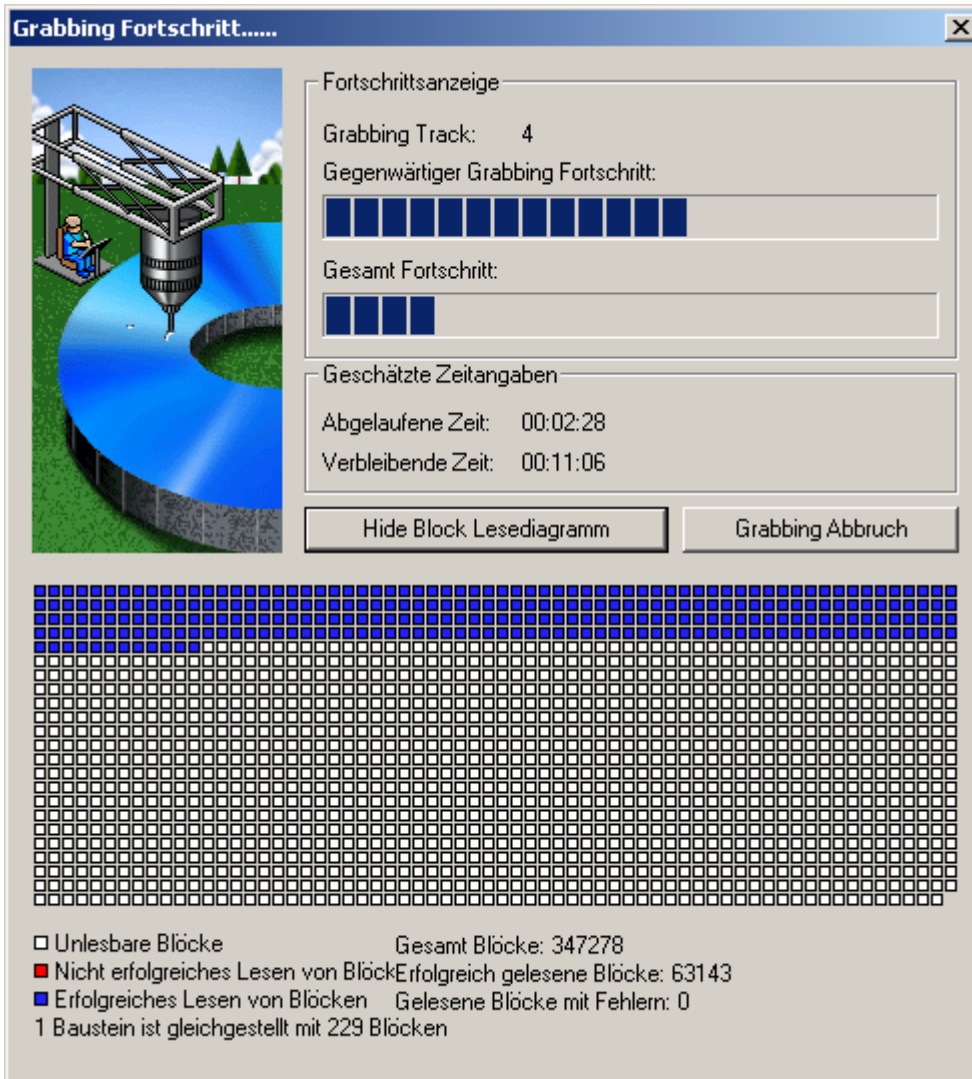 Grabbing Fortschritt......
Fortschrittsanzeige
Grabbing Track: 4
Gegenwärtiger Grabbing Fortschritt:
Gesamt Fortschritt:
Geschätzte Zeitangaben
Abgelaufene Zeit: 00:02:28
Verbleibende Zeit: 00:11:06
Hide Block Lesediagramm
Grabbing Abbruch
Unlesbare Blöcke
Gesamt Blöcke: 347278
Nicht erfolgreiches Lesen von Blöck
Erfolgreich gelesene Blöcke: 63143
Erfolgreiches Lesen von Blöcken
Gelesene Blöcke mit Fehlern: 0
1 Baustein ist gleichgestellt mit 229 Blöcken